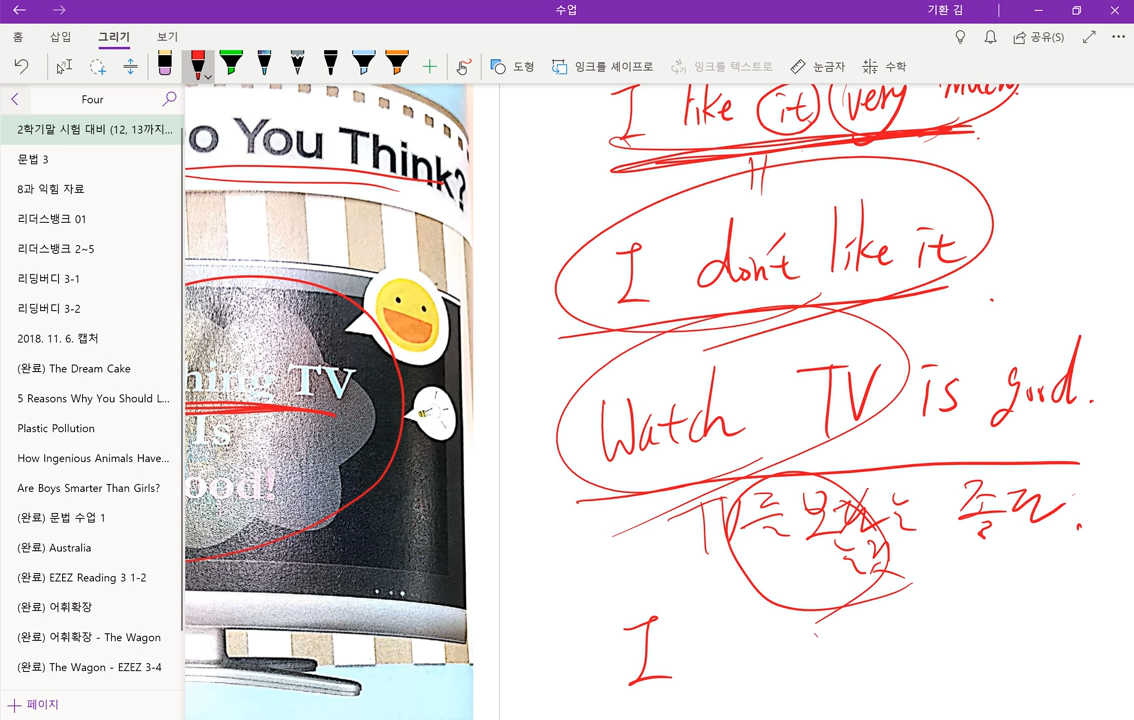 수업
기환 김
홈 삽입 그리기 보기
공유(S)
도형 잉크를 셰이프로 잉크를 텍스트로 눈금자 수학
Four
2학기말 시험 대비 (12, 13까지...
문법 3
8과 익힘 자료
리더스뱅크 01
리더스뱅크 2~5
리딩버디 3-1
리딩버디 3-2
2018. 11. 6. 캡처
(완료) The Dream Cake
5 Reasons Why You Should L...
Plastic Pollution
How Ingenious Animals Have...
Are Boys Smarter Than Girls?
(완료) 문법 수업 1
(완료) Australia
(완료) EZEZ Reading 3 1-2
(완료) 어휘확장
(완료) 어휘확장 - The Wagon
(완료) The Wagon - EZEZ 3-4
페이지
o You Think?
hing TV
Is
ood!
I like it very much.
I don't like it.
Watch TV is good.
TV를 보 는 좋다.
는것
I